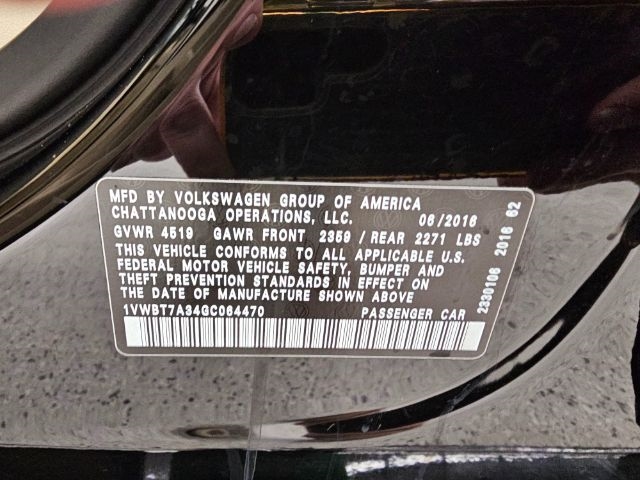 MFD BY VOLKSWAGEN GROUP OF AMERICA
CHATTANOOGA OPERATIONS, LLC. 06/2016
GVWR 4519 GAWR FRONT 2359 / REAR 2271 LBS
THIS VEHICLE CONFORMS TO ALL APPLICABLE U.S.
FEDERAL MOTOR VEHICLE SAFETY, BUMPER AND
THEFT PREVENTION STANDARDS IN EFFECT ON
THE DATE OF MANUFACTURE SHOWN ABOVE
1VWBT7A34GC064470 PASSENGER CAR
2330108 2016 62